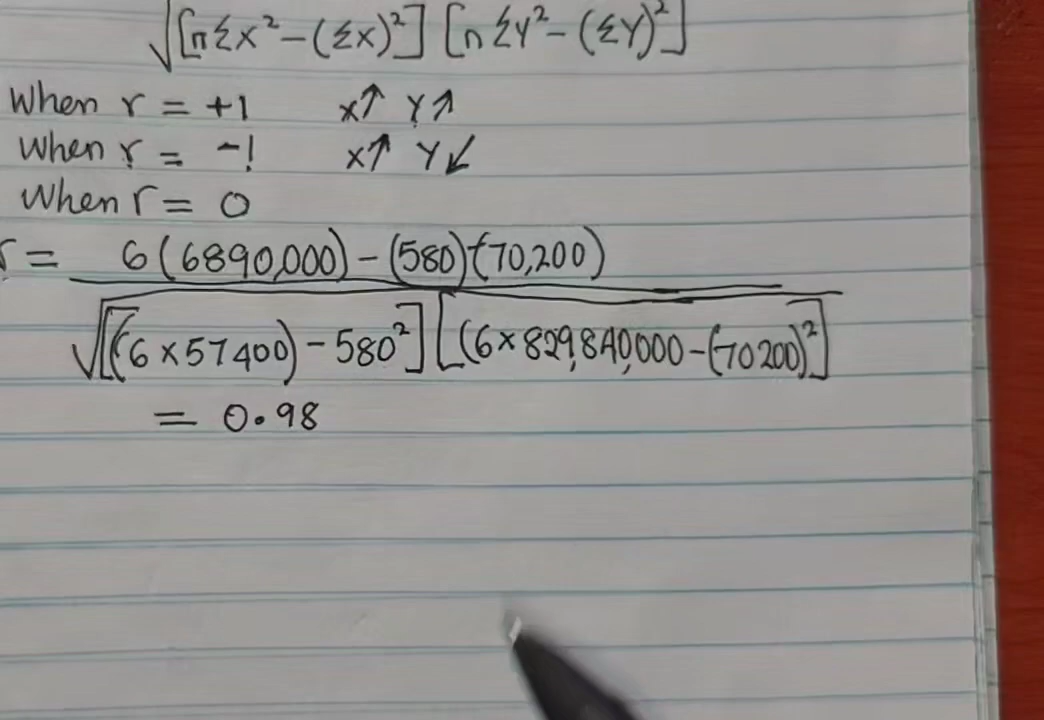 √[nΣx²-(Σx)²] [nΣY²-(ΣY)²]
When r = +1 x↑ Y↗
When r = -1 x↑ Y↙
When r = 0
r = 6(6890,000) - (580)(70,200)
√[(6×57400) - 580²] [(6×829,840,000-(70200)²]
= 0.98